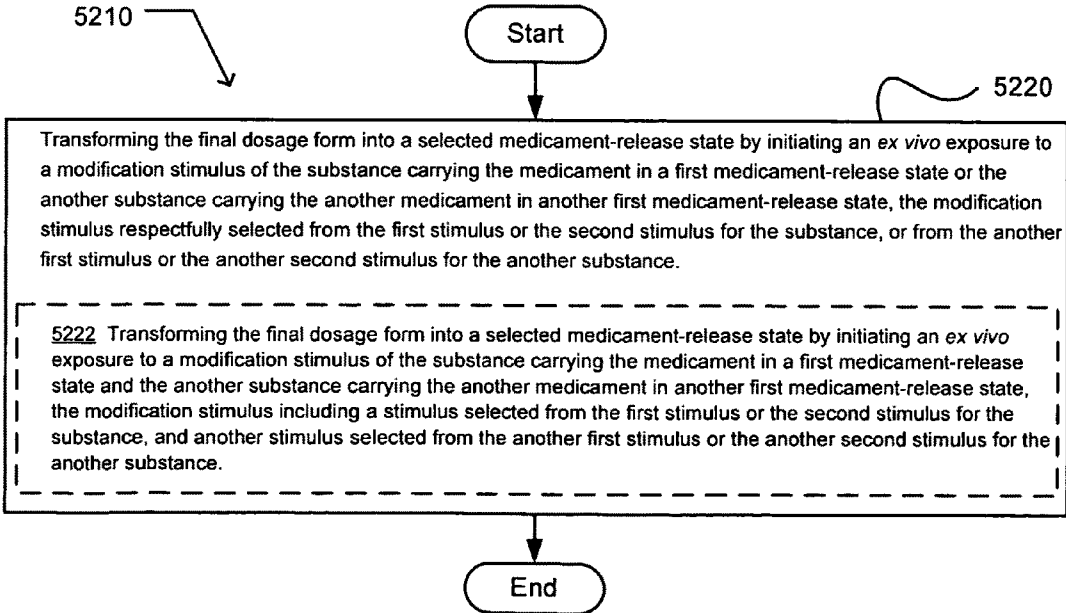 5210
Start
5220
Transforming the final dosage form into a selected medicament-release state by initiating an ex vivo exposure to
a modification stimulus of the substance carrying the medicament in a first medicament-release state or the
another substance carrying the another medicament in another first medicament-release state, the modification
stimulus respectfully selected from the first stimulus or the second stimulus for the substance, or from the another
first stimulus or the another second stimulus for the another substance.
5222 Transforming the final dosage form into a selected medicament-release state by initiating an ex vivo
exposure to a modification stimulus of the substance carrying the medicament in a first medicament-release
state and the another substance carrying the another medicament in another first medicament-release state,
the modification stimulus including a stimulus selected from the first stimulus or the second stimulus for the
substance, and another stimulus selected from the another first stimulus or the another second stimulus for the
another substance.
End